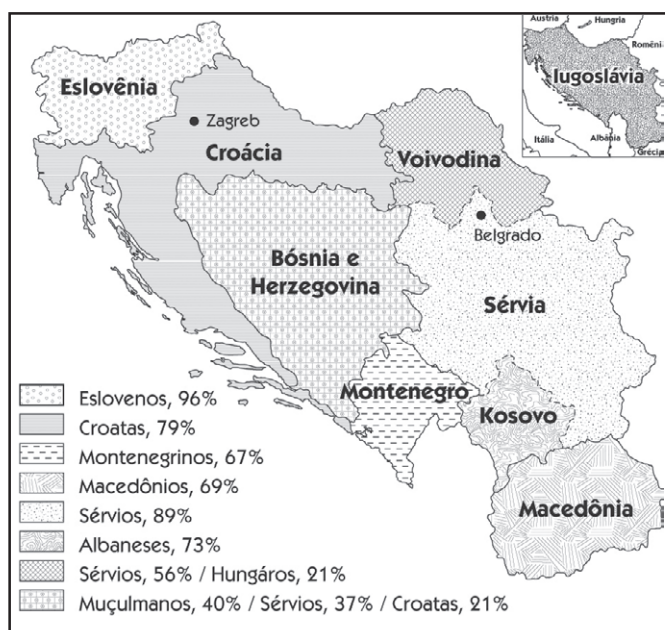 Áustria
Hungria
Romêni
Iugoslávia
Itália
Albânia
Grécia
Eslovênia
Zagreb
Croácia
Voivodina
Belgrado
Bósnia e
Herzegovina
Sérvia
Montenegro
Kosovo
Macedônia
Eslovenos, 96%
Croatas, 79%
Montenegrinos, 67%
Macedônios, 69%
Sérvios, 89%
Albaneses, 73%
Sérvios, 56% / Hungáros, 21%
Muçulmanos, 40% / Sérvios, 37% / Croatas, 21%